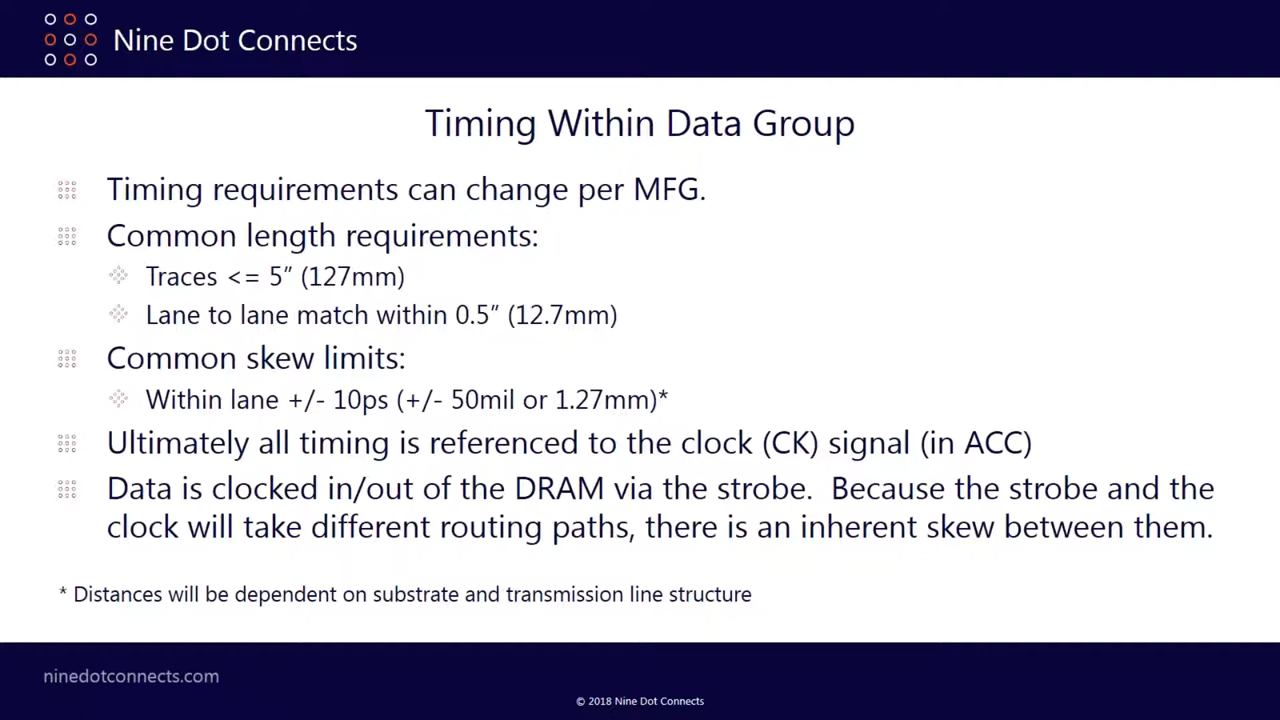 Nine Dot Connects
Timing Within Data Group
Timing requirements can change per MFG.
Common length requirements:
Traces <= 5” (127mm)
Lane to lane match within 0.5” (12.7mm)
Common skew limits:
Within lane +/- 10ps (+/- 50mil or 1.27mm)*
Ultimately all timing is referenced to the clock (CK) signal (in ACC)
Data is clocked in/out of the DRAM via the strobe.  Because the strobe and the
clock will take different routing paths, there is an inherent skew between them.
* Distances will be dependent on substrate and transmission line structure
ninedotconnects.com
© 2018 Nine Dot Connects